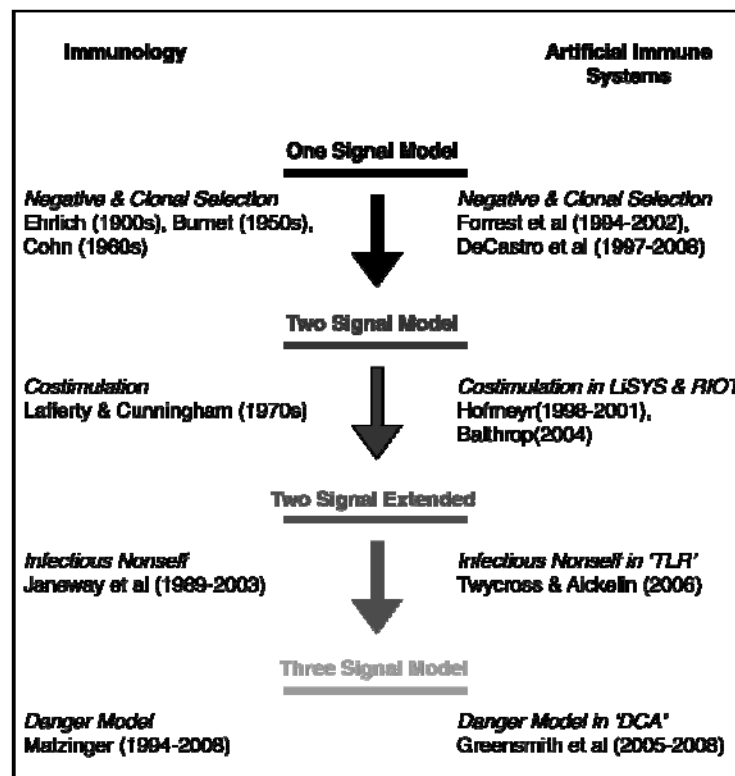 Immunology
Artificial Immune
Systems
One Signal Model
Negative & Clonal Selection
Ehrlich (1900s), Burnet (1950s),
Cohn (1960s)
Negative & Clonal Selection
Forrest et al (1994-2002),
DeCastro et al (1997-2008)
Two Signal Model
Costimulation
Lafferty & Cunningham (1970s)
Costimulation in LiSYS & RIOT
Hofmeyr(1998-2001),
Balthrop(2004)
Two Signal Extended
Infectious Nonself
Janeway et al (1989-2003)
Infectious Nonself in 'TLR'
Twycross & Aickelin (2006)
Three Signal Model
Danger Model
Matzinger (1994-2008)
Danger Model in 'DCA'
Greensmith et al (2005-2008)